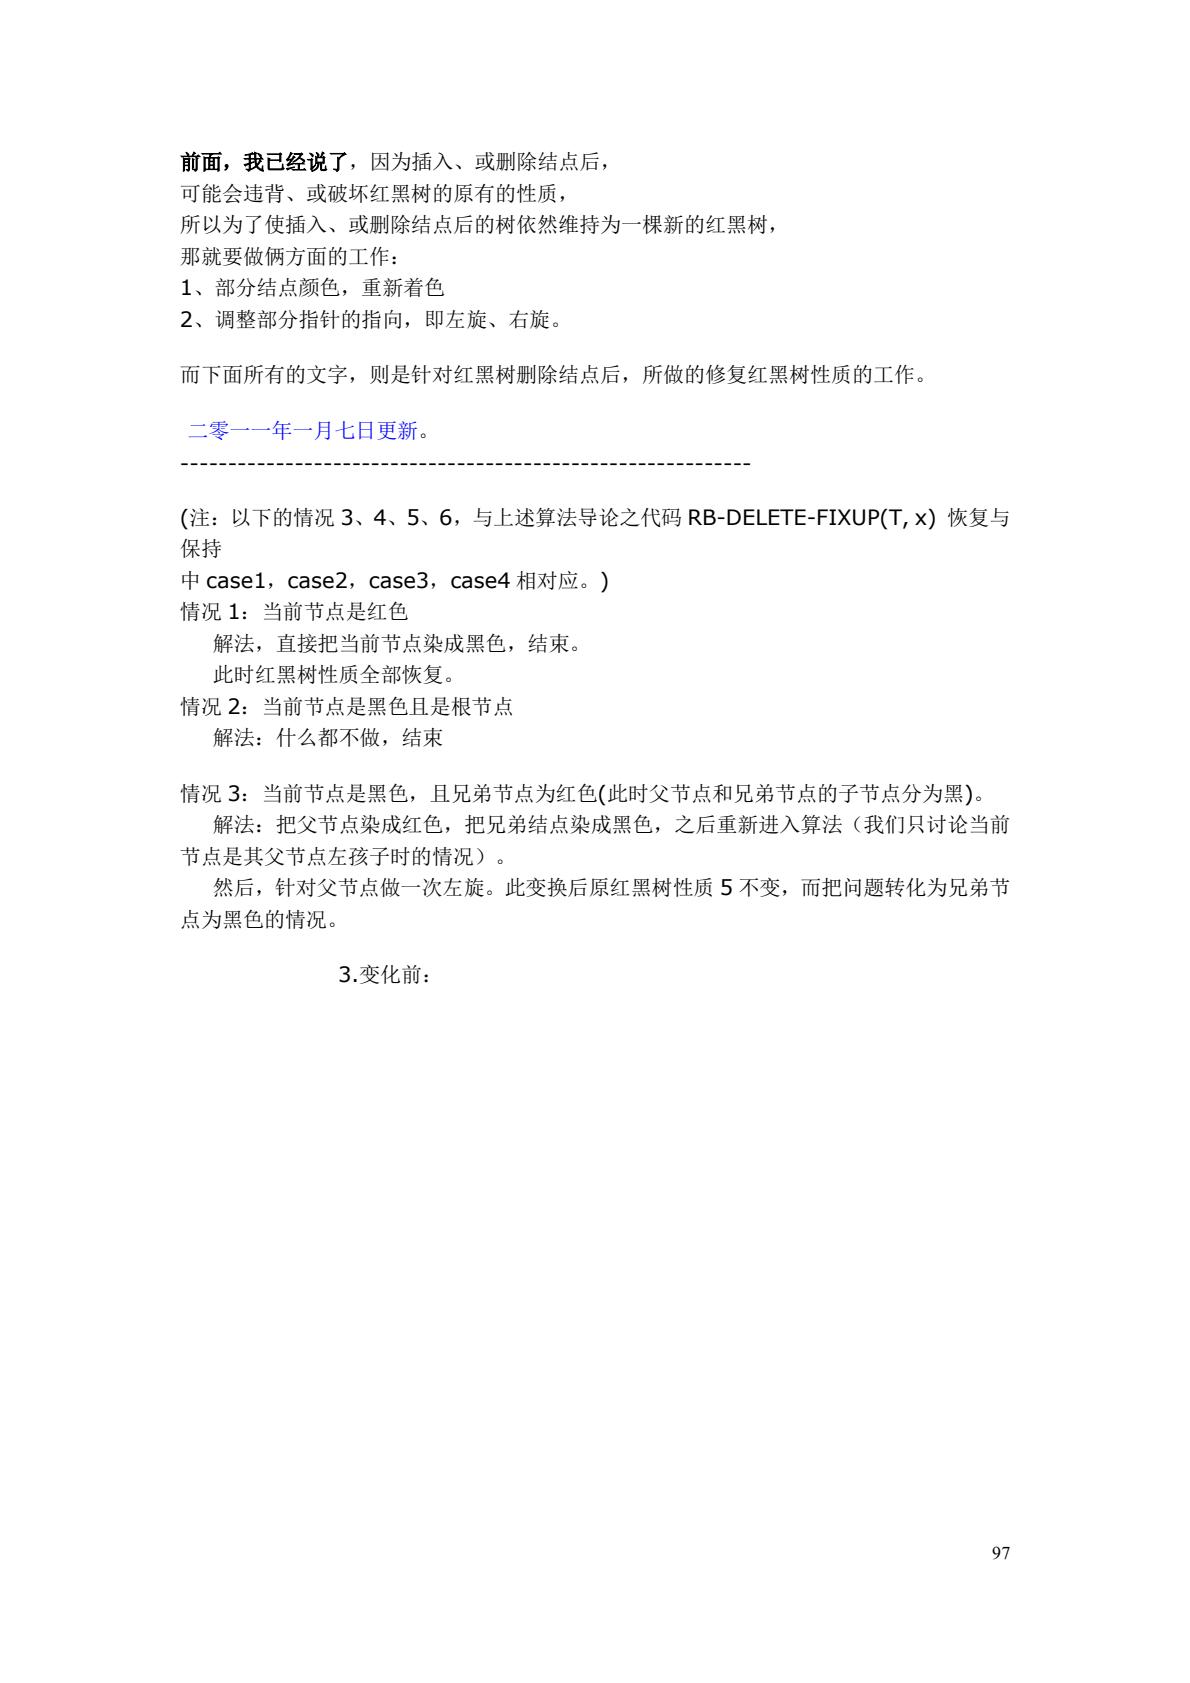 前面，我已经说了，因为插入、或删除结点后，
可能会违背、或破坏红黑树的原有的性质，
所以为了使插入、或删除结点后的树依然维持为一棵新的红黑树，
那就要做俩方面的工作：
1、部分结点颜色，重新着色
2、调整部分指针的指向，即左旋、右旋。
而下面所有的文字，则是针对红黑树删除结点后，所做的修复红黑树性质的工作。
二零一一年一月七日更新。
------------------------------------------------------------
(注：以下的情况 3、4、5、6，与上述算法导论之代码 RB-DELETE-FIXUP(T, x) 恢复与
保持
中 case1，case2，case3，case4 相对应。)
情况 1：当前节点是红色
解法，直接把当前节点染成黑色，结束。
此时红黑树性质全部恢复。
情况 2：当前节点是黑色且是根节点
解法：什么都不做，结束
情况 3：当前节点是黑色，且兄弟节点为红色(此时父节点和兄弟节点的子节点分为黑)。
解法：把父节点染成红色，把兄弟结点染成黑色，之后重新进入算法（我们只讨论当前
节点是其父节点左孩子时的情况）。
然后，针对父节点做一次左旋。此变换后原红黑树性质 5 不变，而把问题转化为兄弟节
点为黑色的情况。
3.变化前：
97